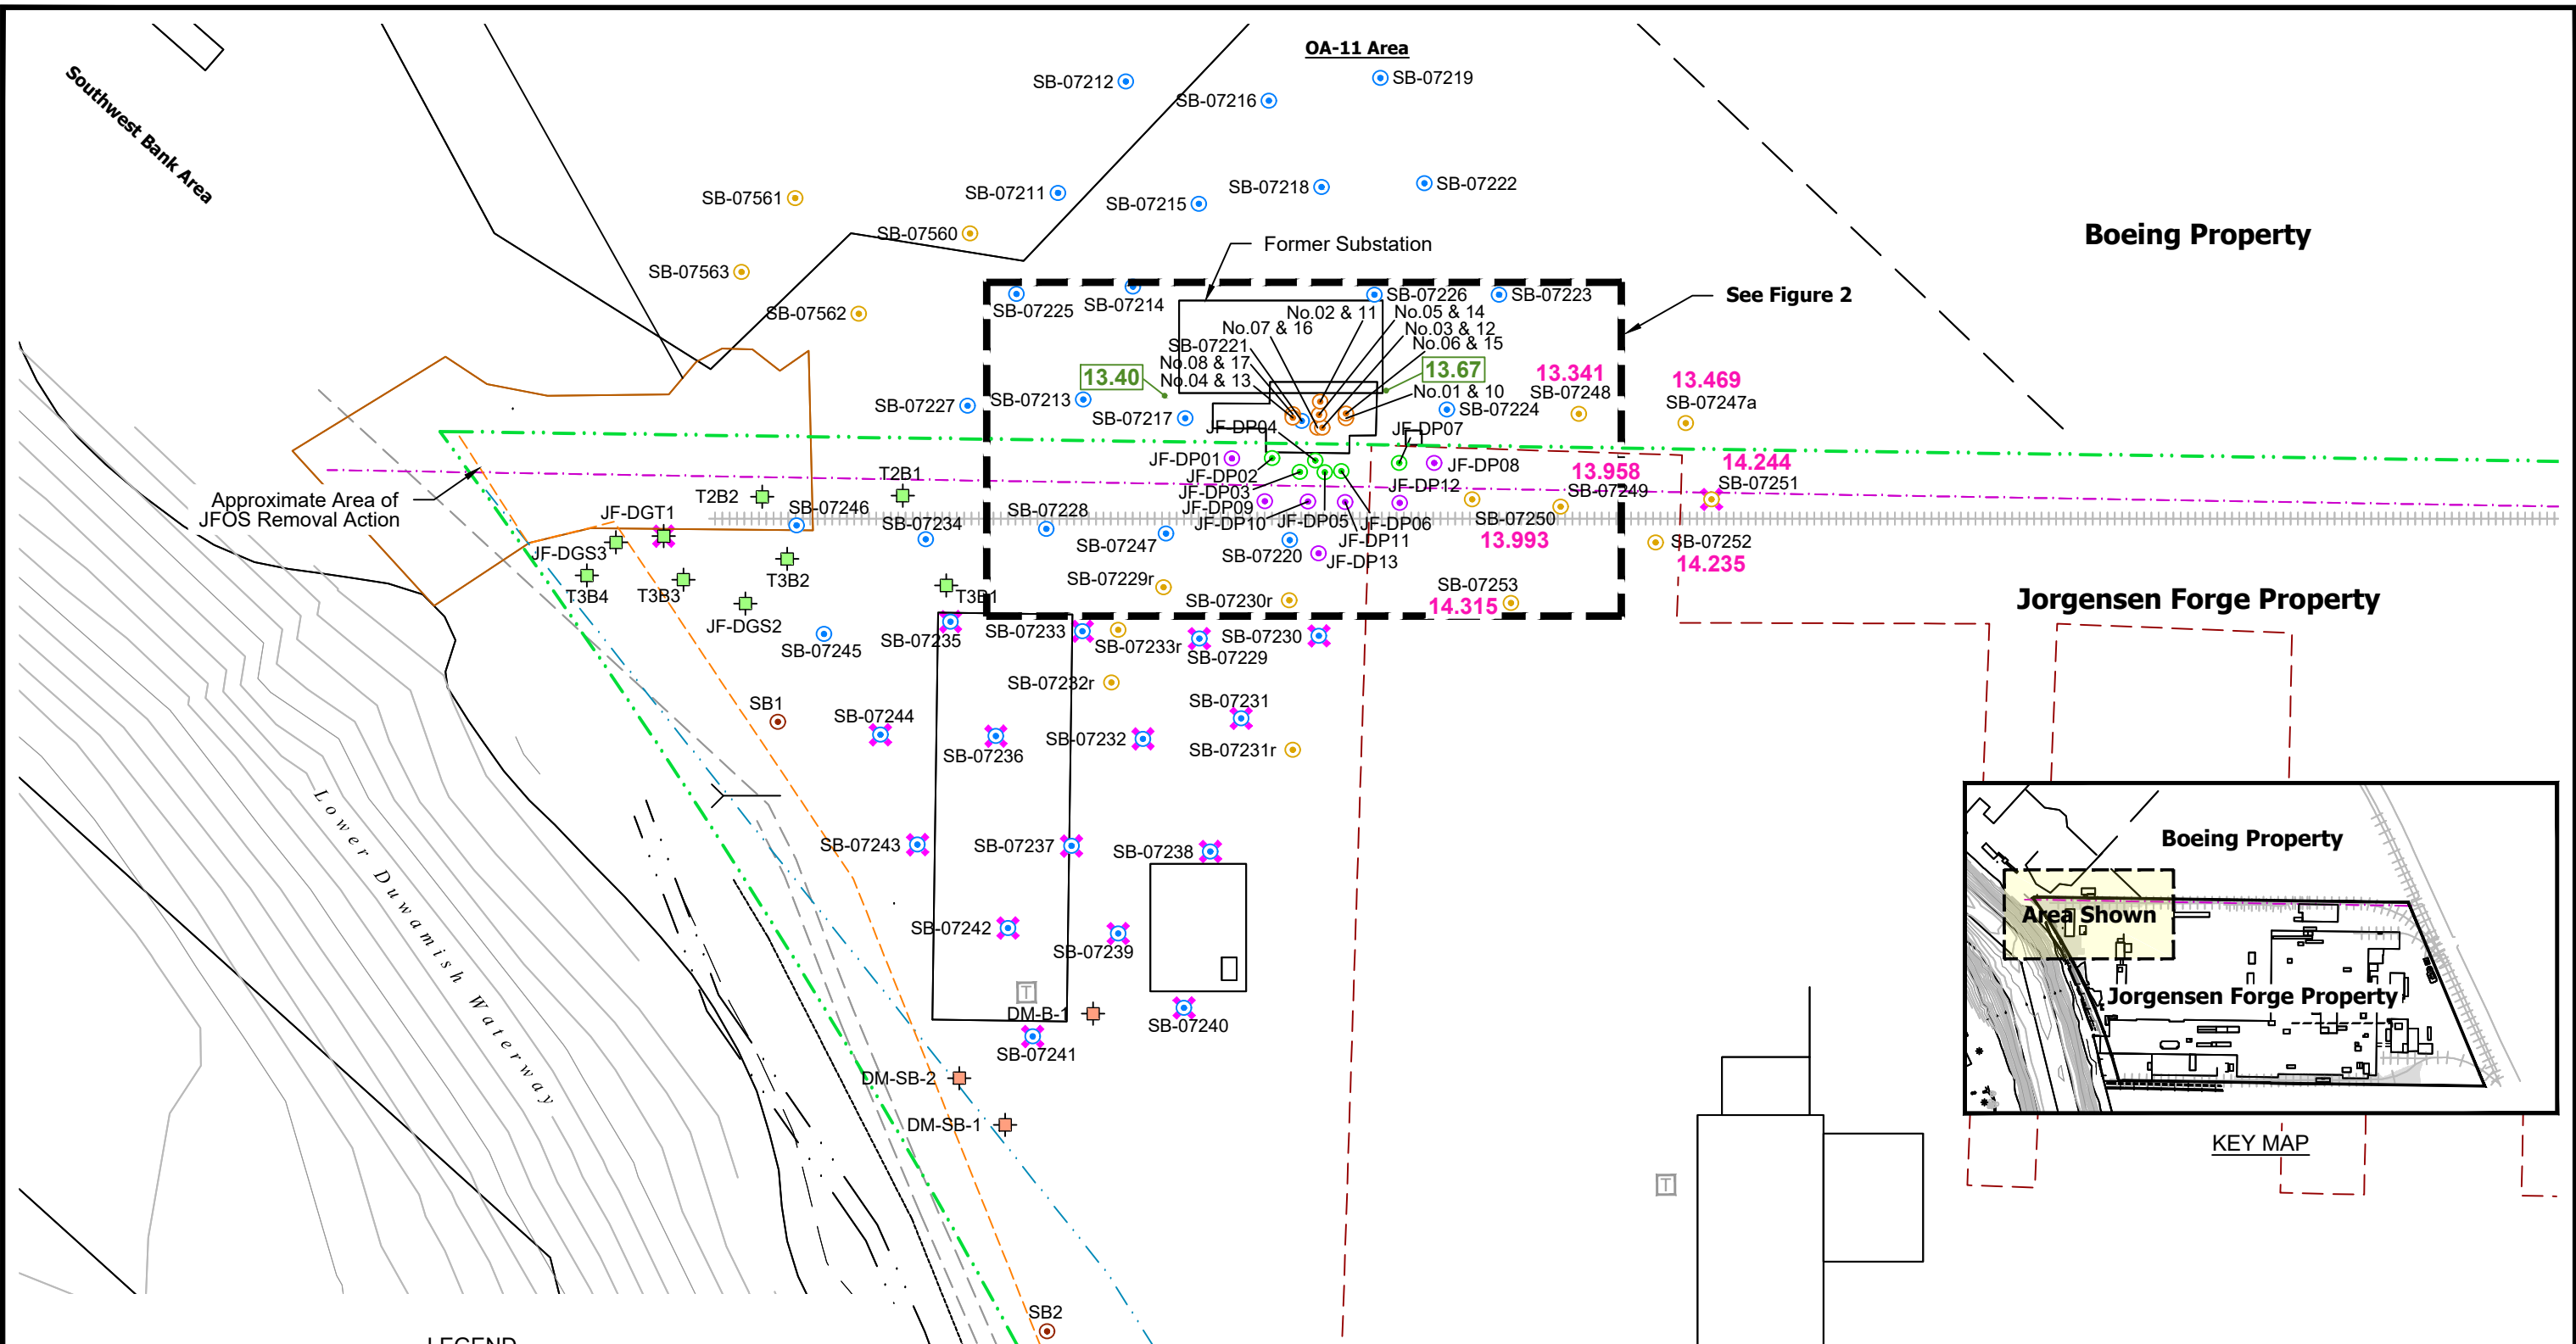 OA-11 Area
SB-07212
SB-07219
SB-07216
Southwest Bank Area
SB-07561
SB-07211
SB-07215
SB-07218
SB-07222
SB-07560
Boeing Property
Former Substation
SB-07563
SB-07562
SB-07225
SB-07214
SB-07226
SB-07223
See Figure 2
No.02 & 11
No.05 & 14
No.07 & 16
No.03 & 12
SB-07221
No.06 & 15
No.08 & 17
No.04 & 13
13.40
13.67
13.341
13.469
No.01 & 10
SB-07248
SB-07247a
SB-07227
SB-07213
SB-07217
SB-07224
JF-DP04
JF-DP07
JF-DP01
JF-DP08
JF-DP02
13.958
14.244
T2B1
T2B2
JF-DP03
JF-DP12
SB-07249
SB-07251
Approximate Area of
JFOS Removal Action
JF-DGT1
SB-07246
SB-07234
SB-07228
JF-DP09
JF-DP10
JF-DP05
JF-DP06
SB-07250
SB-07247
JF-DP11
13.993
SB-07252
JF-DGS3
SB-07220
JF-DP13
14.235
T3B4
T3B3
T3B2
T3B1
SB-07229r
SB-07230r
SB-07253
14.315
Jorgensen Forge Property
JF-DGS2
SB-07245
SB-07235
SB-07233
SB-07233r
SB-07229
SB-07230
SB-07232r
SB1
SB-07244
SB-07236
SB-07232
SB-07231
SB-07231r
Lower Duwamish Waterway
SB-07243
SB-07237
SB-07238
Boeing Property
Area Shown
SB-07242
SB-07239
T
DM-B-1
SB-07240
Jorgensen Forge Property
SB-07241
DM-SB-2
DM-SB-1
KEY MAP
T
SB2
LEGEND